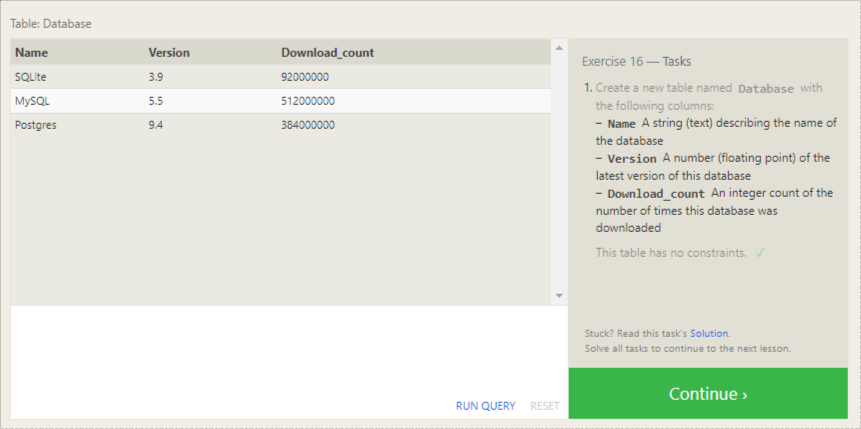 Table: Database
Name Version Download_count
SQLite 3.9 92000000
MySQL 5.5 512000000
Postgres 9.4 384000000
RUN QUERY RESET
Exercise 16 — Tasks
1. Create a new table named Database with
the following columns:
– Name A string (text) describing the name of
the database
– Version A number (floating point) of the
latest version of this database
– Download_count An integer count of the
number of times this database was
downloaded
This table has no constraints. ✓
Stuck? Read this task's Solution.
Solve all tasks to continue to the next lesson.
Continue ›